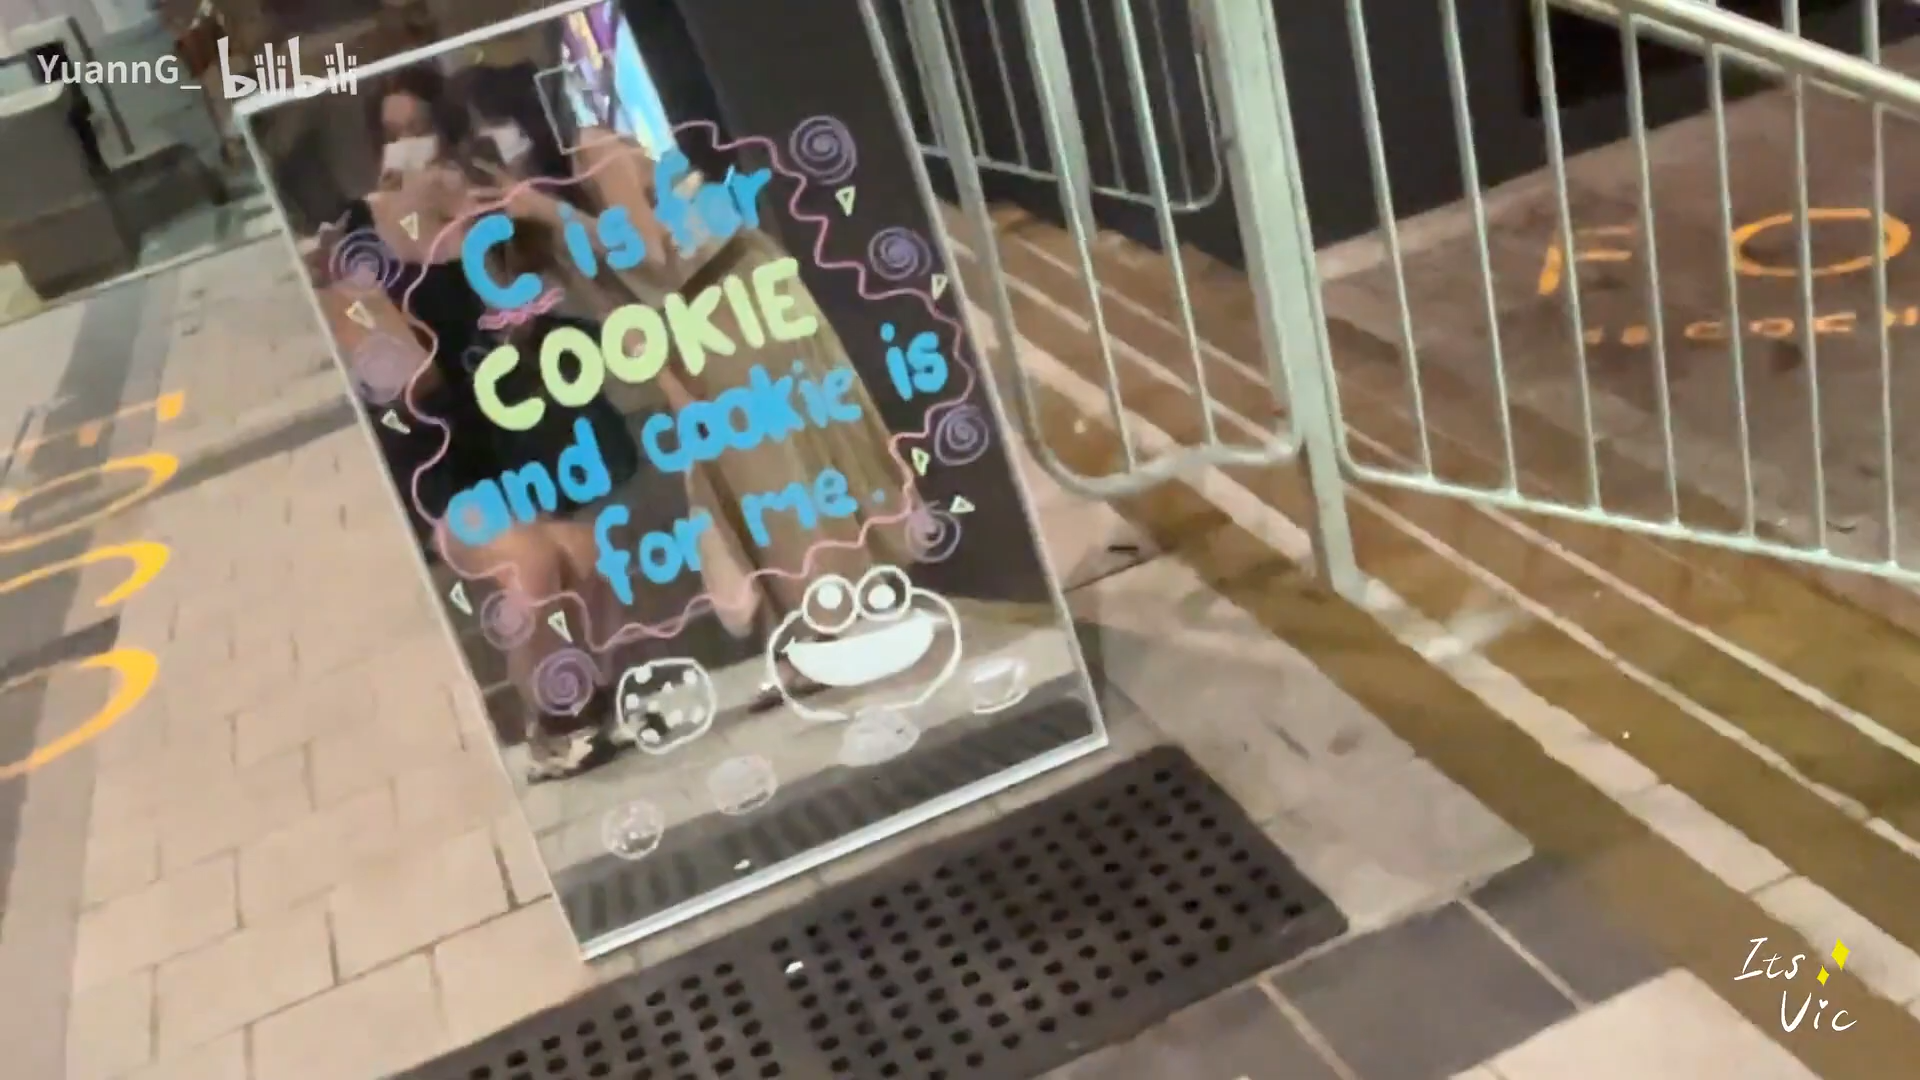 YuannG_ bilibili
C is for
COOKIE
and cookie is
for me.
Its
Vic